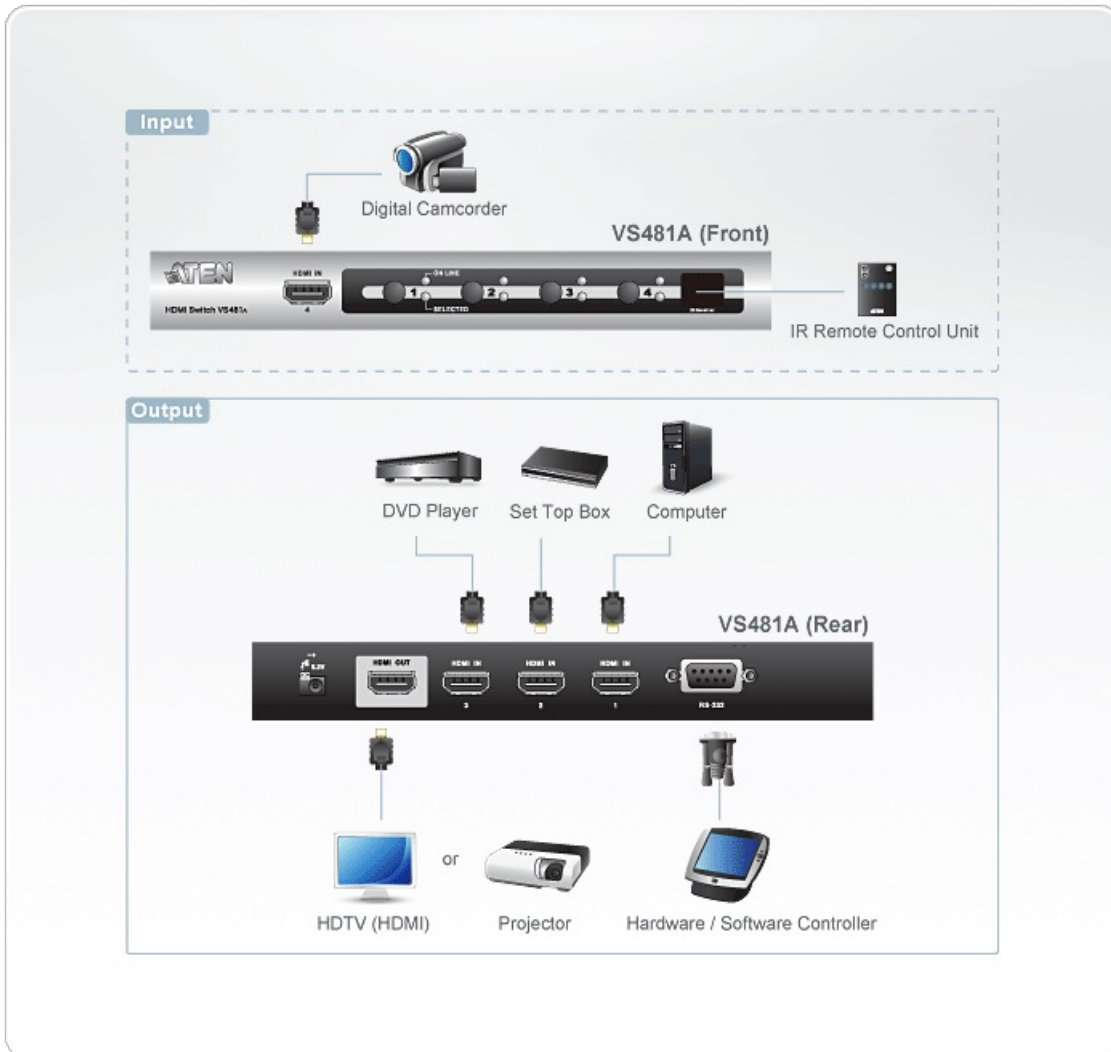 Input
Digital Camcorder
VS481A (Front)
ATEN
HDMI IN
ON LINE
1 2 3 4
HDMI Switch VS481A
4
SELECTED
IR Remote Control Unit
Output
DVD Player Set Top Box Computer
VS481A (Rear)
HDMI OUT HDMI IN HDMI IN HDMI IN
3 2 1 RS-232
HDTV (HDMI) or Projector Hardware / Software Controller